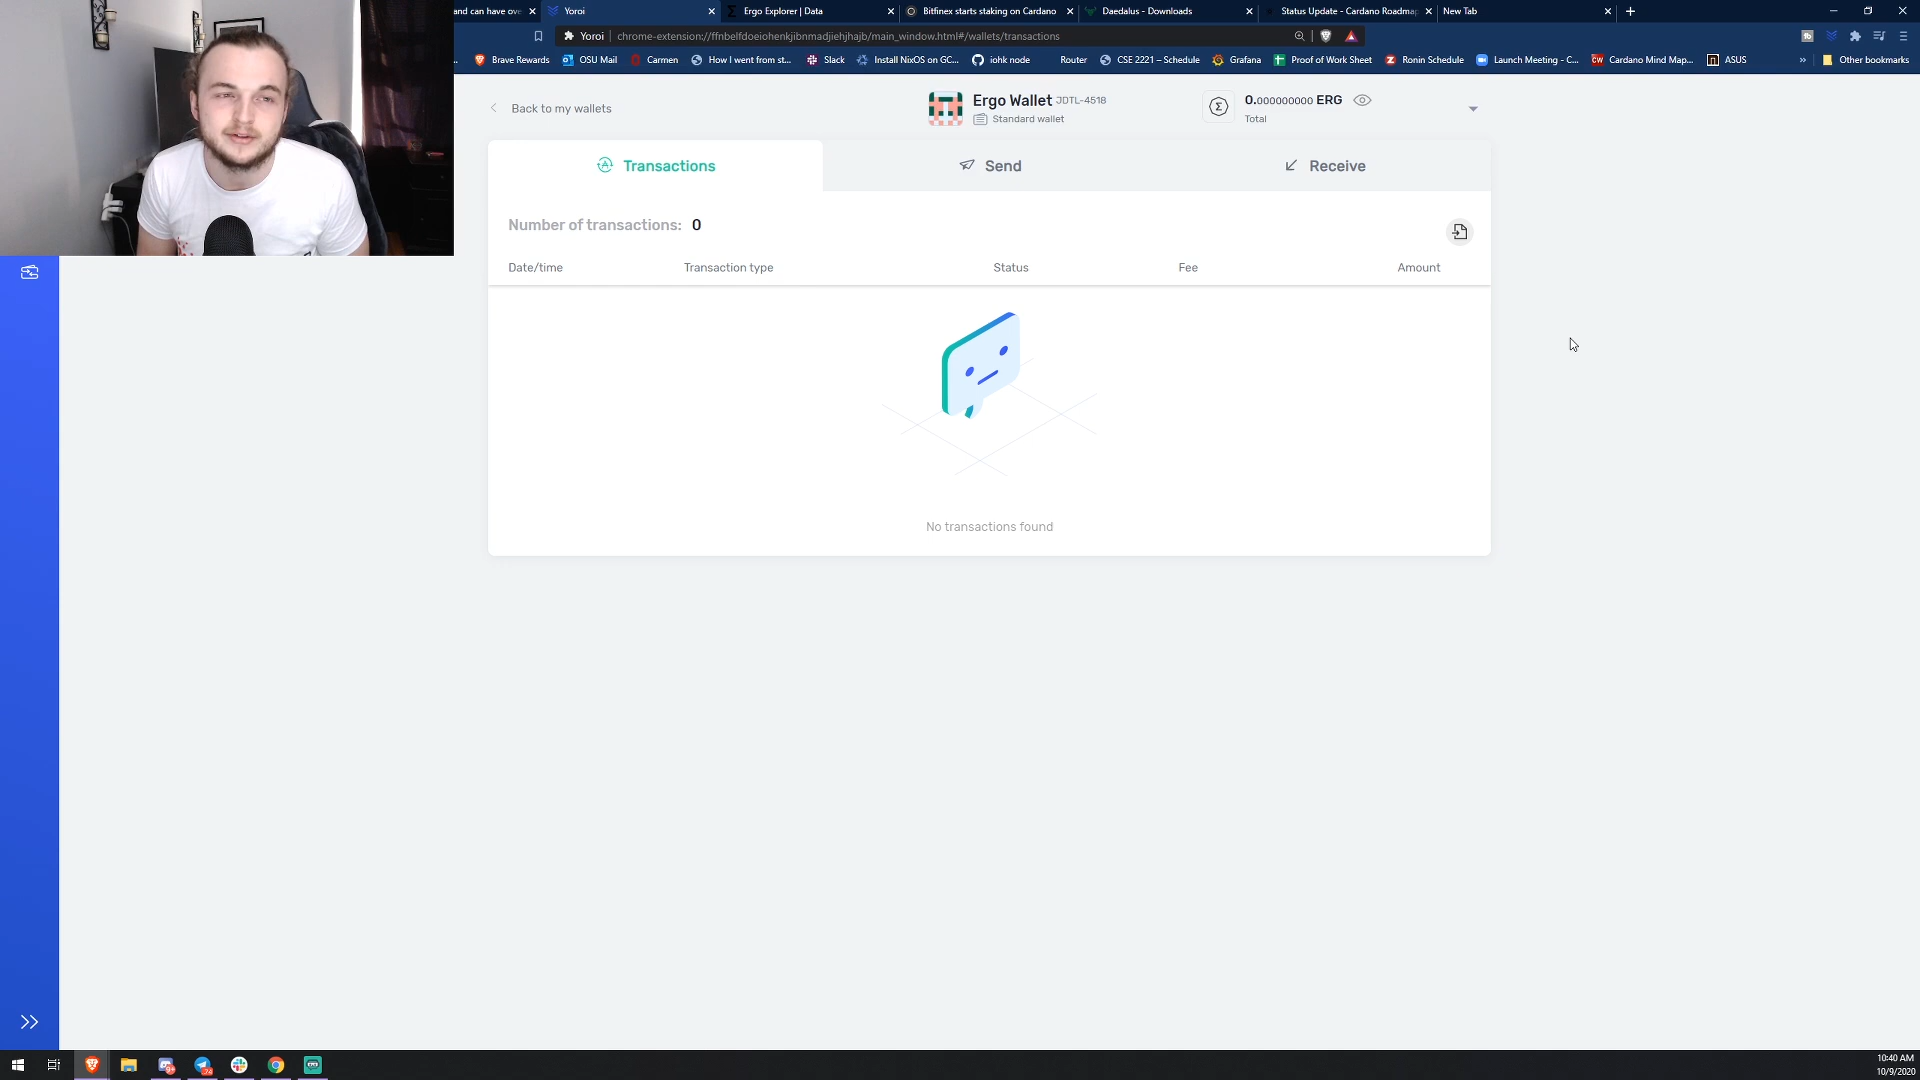 and can have ove
Yoroi
Ergo Explorer | Data
Bitfinex starts staking on Cardano
Daedalus - Downloads
Status Update - Cardano Roadmap
New Tab
Yoroi
chrome-extension://ffnbelfdoeiohenkjibnmadjiehjhajb/main_window.html#/wallets/transactions
Brave Rewards
OSU Mail
Carmen
How I went from st...
Slack
Install NixOS on GC...
iohk node
Router
CSE 2221 – Schedule
Grafana
Proof of Work Sheet
Ronin Schedule
Launch Meeting - C...
Cardano Mind Map...
ASUS
Other bookmarks
Back to my wallets
Ergo Wallet JDTL-4518
Standard wallet
0.000000000 ERG
Total
Transactions
Send
Receive
Number of transactions: 0
Date/time
Transaction type
Status
Fee
Amount
No transactions found
10:40 AM
10/9/2020